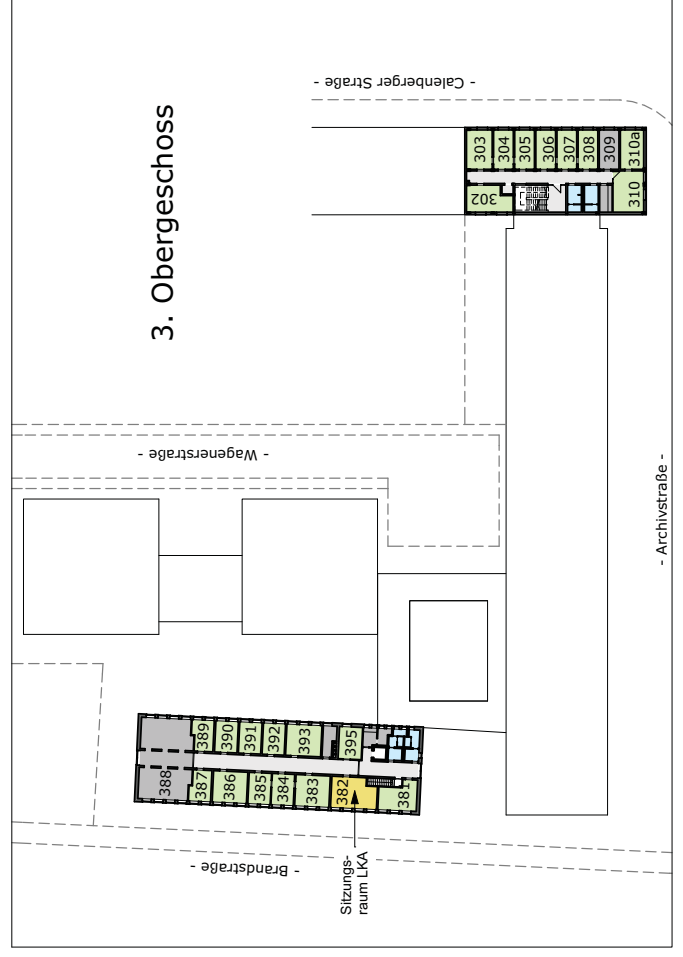 3. Obergeschoss
- Calenberger Straße -
303
304
305
306
307
308
309
310a
302
310
- Wagenerstraße -
- Archivstraße -
388
389
390
391
392
393
395
387
386
385
384
383
382
381
- Brandstraße -
Sitzungs-
raum LKA